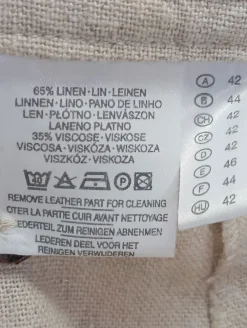 65% LINEN·LIN·LEINEN
LINNEN·LINO·PANO DE LINHO
LEN·PŁÓTNO·LENVÁSZON
LANENO PLATNO
35% VISCOSE·VISKOSE
VISCOSA·VISKÓZA·WISKOZA
VISZKÓZ·VISKOZA
REMOVE LEATHER PART FOR CLEANING
OTER LA PARTIE CUIR AVANT NETTOYAGE
LEDERTEIL ZUM REINIGEN ABNEHMEN
LEDEREN DEEL VOOR HET
REINIGEN VERWIJDEREN
A 42
B 44
CH 42
CZ 42
D 42
E 46
F 44
HU 42